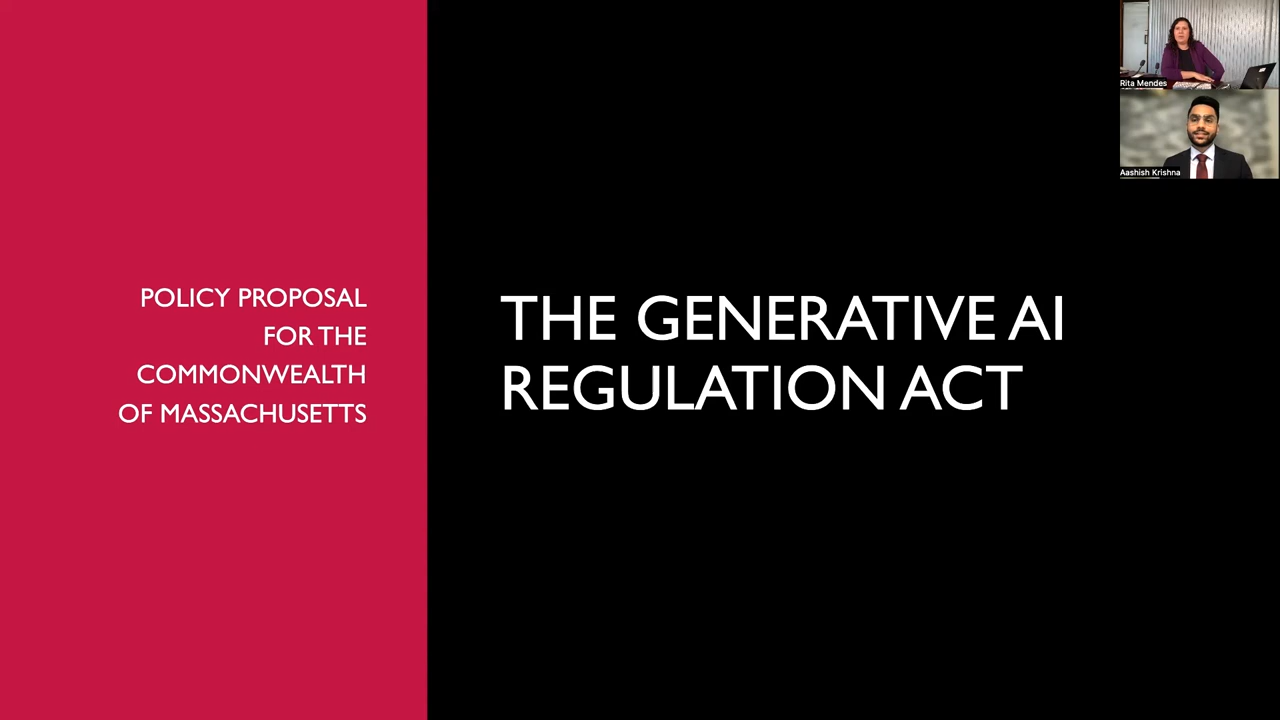 POLICY PROPOSAL
FOR THE
COMMONWEALTH
OF MASSACHUSETTS
THE GENERATIVE AI
REGULATION ACT
Rita Mendes
Aashish Krishna